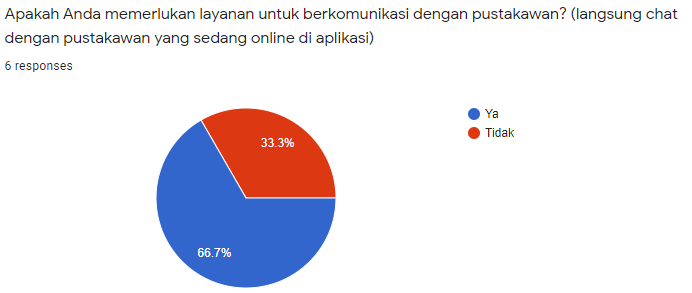 Apakah Anda memerlukan layanan untuk berkomunikasi dengan pustakawan? (langsung chat
dengan pustakawan yang sedang online di aplikasi)
6 responses
Ya
Tidak
33.3%
66.7%